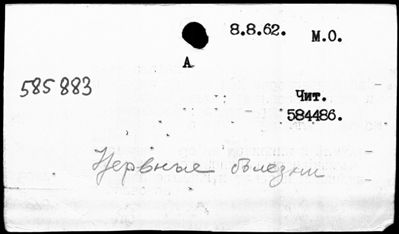 8.8.62. М.О.
А
585883
Чит.
584486.
Нервные болезни